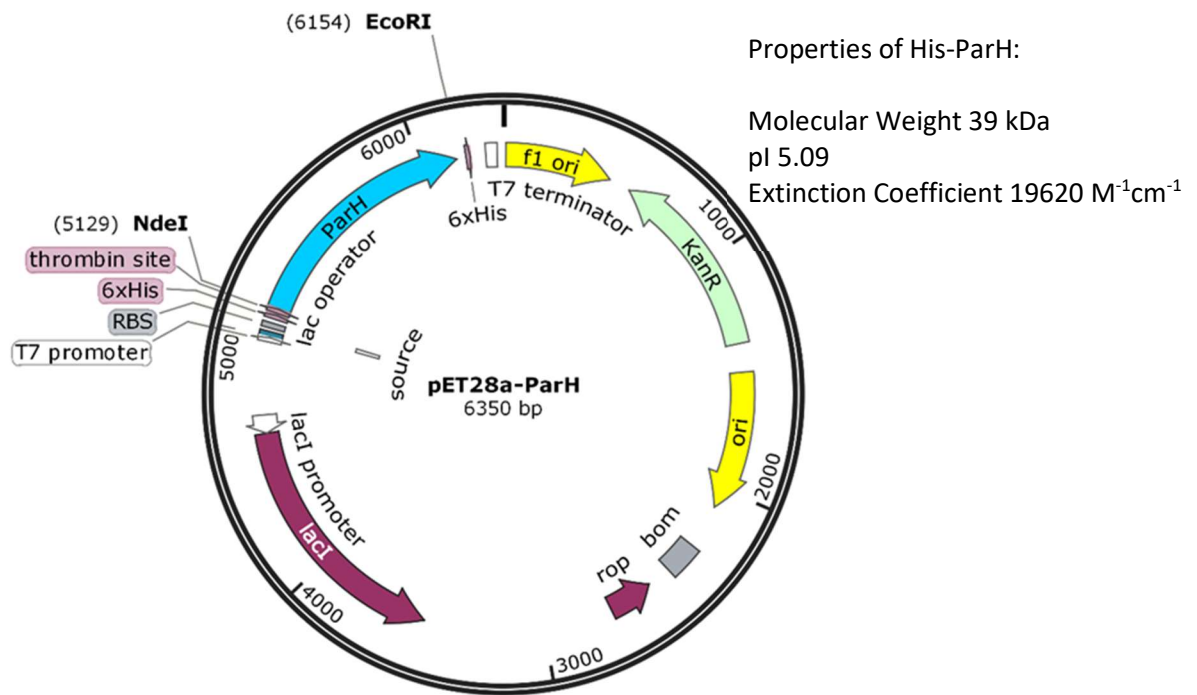 (6154) EcoRI
Properties of His-ParH:
Molecular Weight 39 kDa
pI 5.09
Extinction Coefficient 19620 M⁻¹cm⁻¹
6000
f1 ori
T7 terminator
6xHis
1000
ParH
KanR
(5129) NdeI
thrombin site
6xHis
RBS
T7 promoter
lac operator
5000
source
pET28a-ParH
6350 bp
ori
lacI promoter
2000
lacI
bom
rop
4000
3000